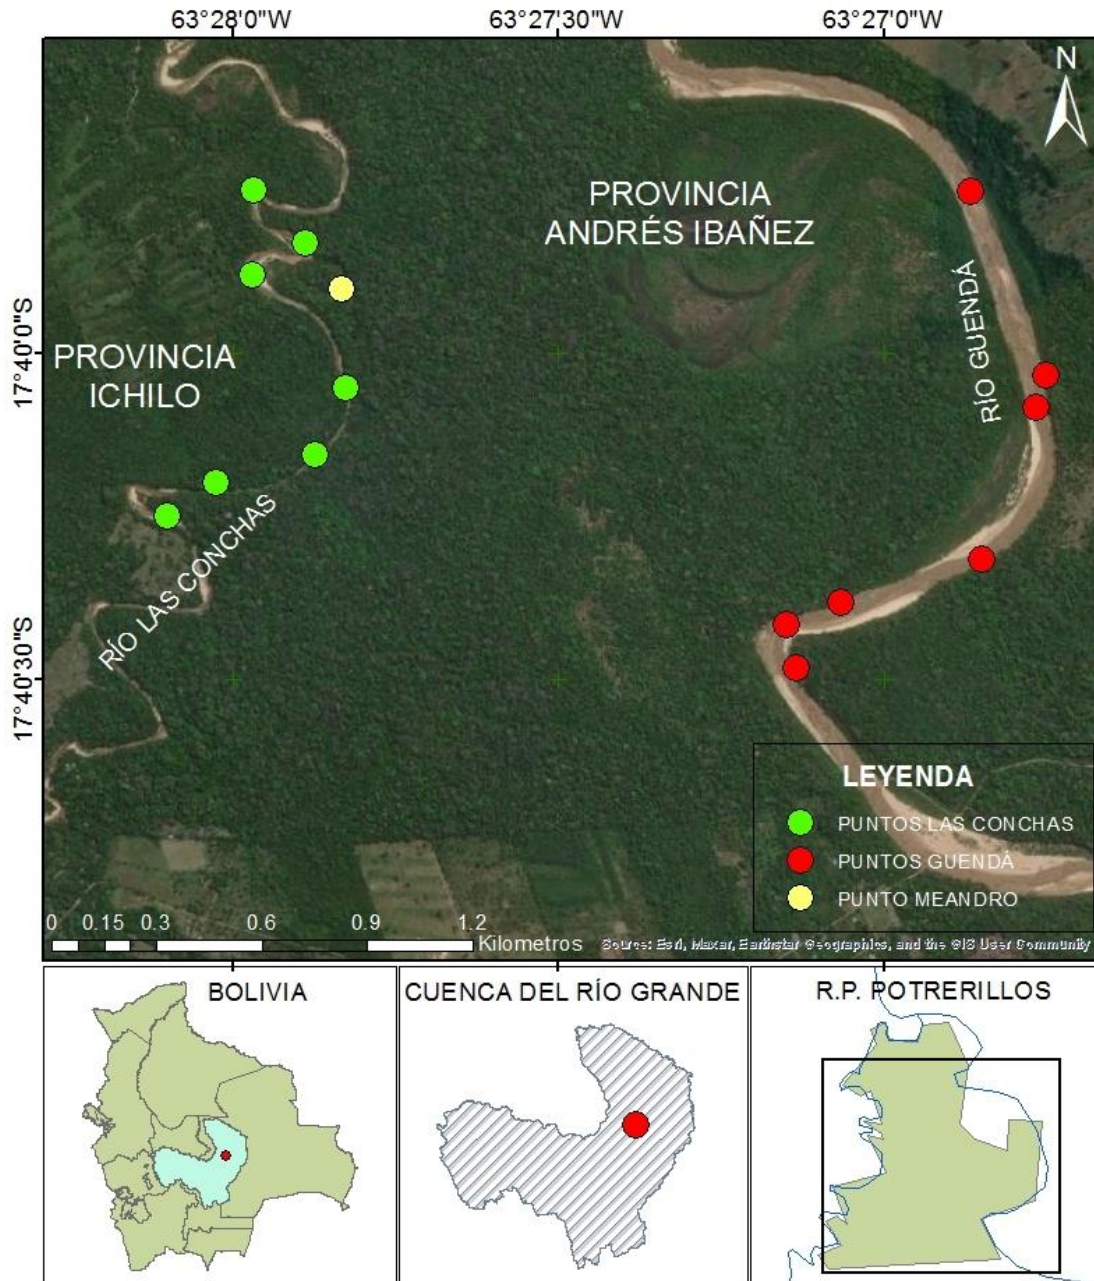 63°28'0"W
63°27'30"W
63°27'0"W
N
PROVINCIA
ANDRÉS IBAÑEZ
RÍO GUENDÁ
17°40'0"S
PROVINCIA
ICHILO
RÍO LAS CONCHAS
17°40'30"S
LEYENDA
PUNTOS LAS CONCHAS
PUNTOS GUENDÁ
PUNTO MEANDRO
0 0.15 0.3 0.6 0.9 1.2
Kilometros
Source: Esri, Maxar, Earthstar Geographics, and the GIS User Community
BOLIVIA
CUENCA DEL RÍO GRANDE
R.P. POTRERILLOS